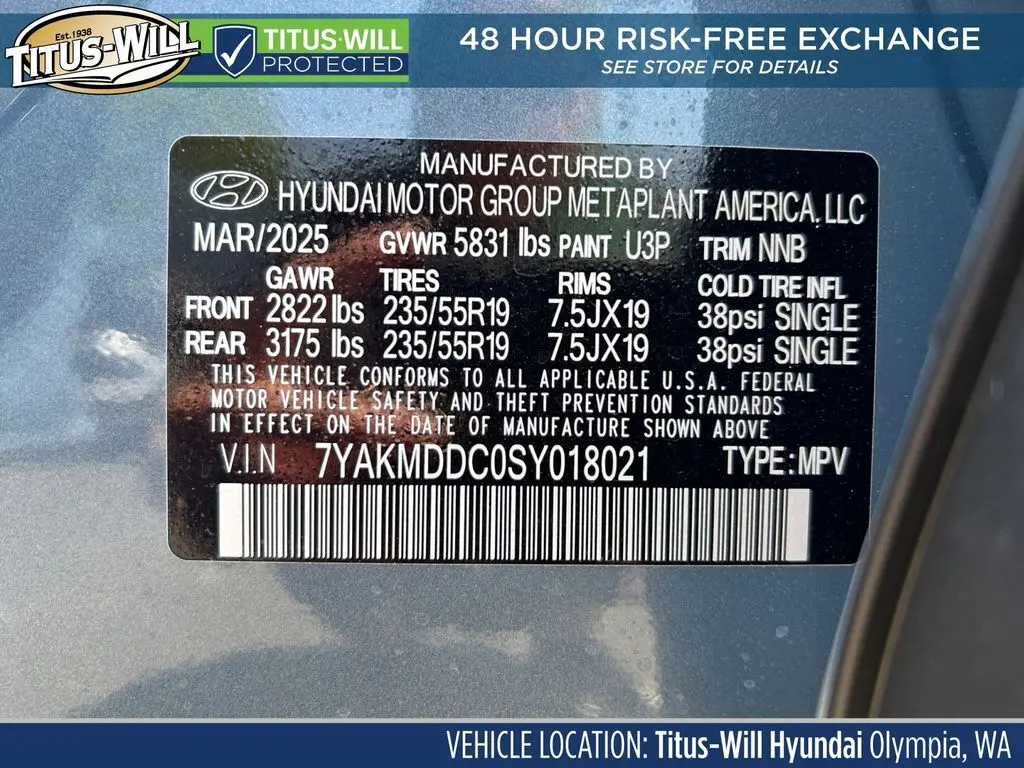 Est. 1938
TITUS-WILL
TITUS-WILL
PROTECTED
48 HOUR RISK-FREE EXCHANGE
SEE STORE FOR DETAILS
MANUFACTURED BY
HYUNDAI MOTOR GROUP METAPLANT AMERICA, LLC
MAR/2025 GVWR 5831 lbs PAINT U3P TRIM NNB
GAWR TIRES RIMS COLD TIRE INFL
FRONT 2822 lbs 235/55R19 7.5JX19 38psi SINGLE
REAR 3175 lbs 235/55R19 7.5JX19 38psi SINGLE
THIS VEHICLE CONFORMS TO ALL APPLICABLE U.S.A. FEDERAL
MOTOR VEHICLE SAFETY AND THEFT PREVENTION STANDARDS
IN EFFECT ON THE DATE OF MANUFACTURE SHOWN ABOVE
V.I.N 7YAKMDDC0SY018021 TYPE: MPV
VEHICLE LOCATION: Titus-Will Hyundai Olympia, WA